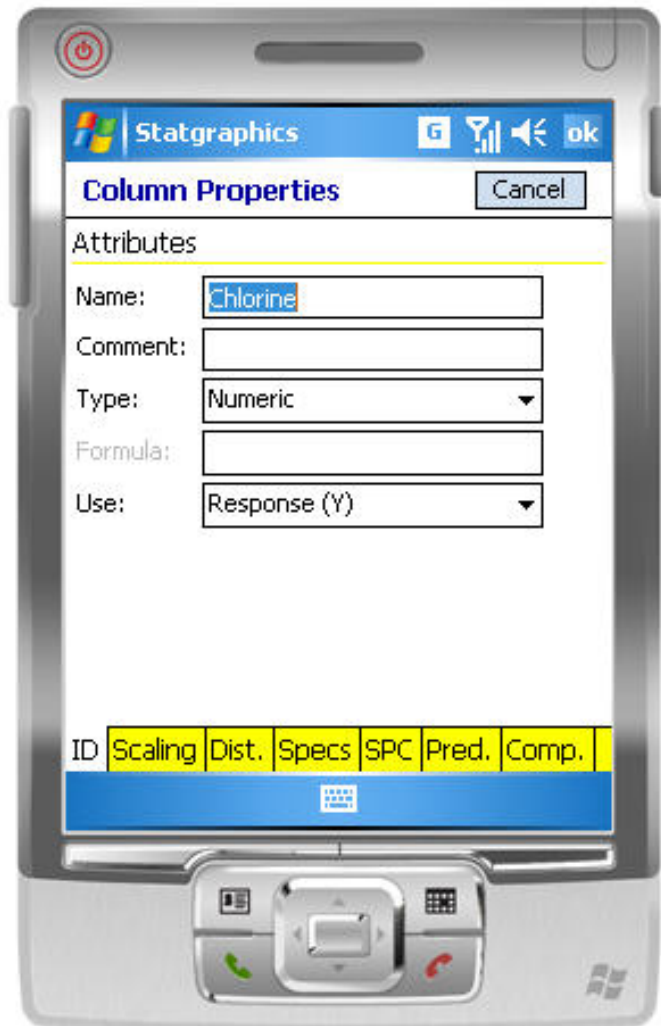 Statgraphics G ok
Column Properties Cancel
Attributes
Name: Chlorine
Comment:
Type: Numeric
Formula:
Use: Response (Y)
ID Scaling Dist. Specs SPC Pred. Comp.